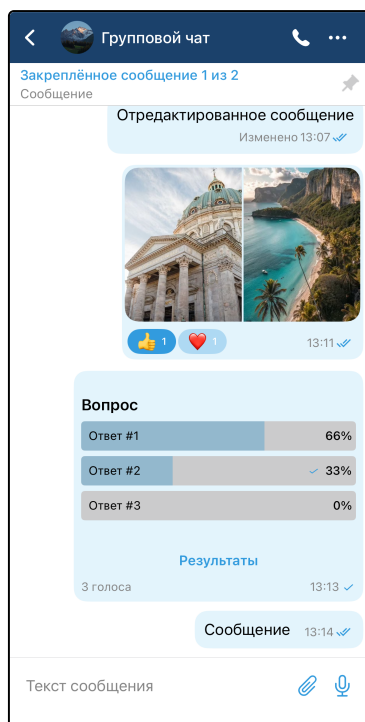 Групповой чат
Закреплённое сообщение 1 из 2
Сообщение
Отредактированное сообщение
Изменено 13:07
1 1 13:11
Вопрос
Ответ #1 66%
Ответ #2 33%
Ответ #3 0%
Результаты
3 голоса 13:13
Сообщение 13:14
Текст сообщения